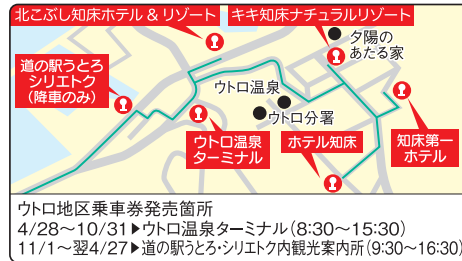 北こぶし知床ホテル&リゾート
キキ知床ナチュラルリゾート
夕陽の
あたる家
道の駅うとろ
シリエトク
(降車のみ)
ウトロ温泉
ウトロ分署
ウトロ温泉
ターミナル
ホテル知床
知床第一
ホテル
ウトロ地区乗車券発売箇所
4/28～10/31▶ウトロ温泉ターミナル(8:30～15:30)
11/1～翌4/27▶道の駅うとろ・シリエトク内観光案内所(9:30～16:30)